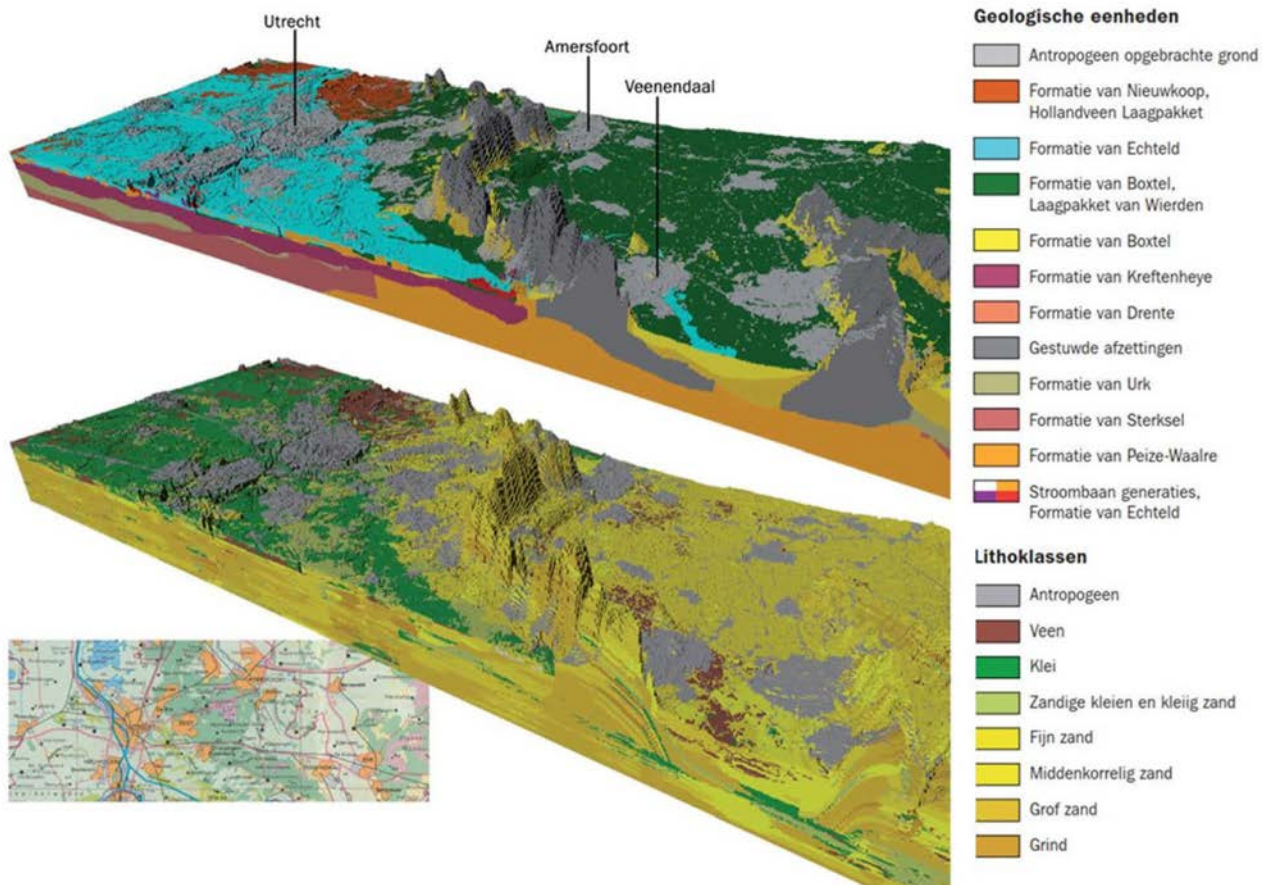 Utrecht
Amersfoort
Veenendaal
Geologische eenheden
Antropogeen opgebrachte grond
Formatie van Nieuwkoop,
Hollandveen Laagpakket
Formatie van Echteld
Formatie van Boxtel,
Laagpakket van Wierden
Formatie van Boxtel
Formatie van Kreftenheye
Formatie van Drente
Gestuwde afzettingen
Formatie van Urk
Formatie van Sterksel
Formatie van Peize-Waalre
Stroombaan generaties,
Formatie van Echteld
Lithoklassen
Antropogeen
Veen
Klei
Zandige kleien en kleiig zand
Fijn zand
Middenkorrelig zand
Grof zand
Grind